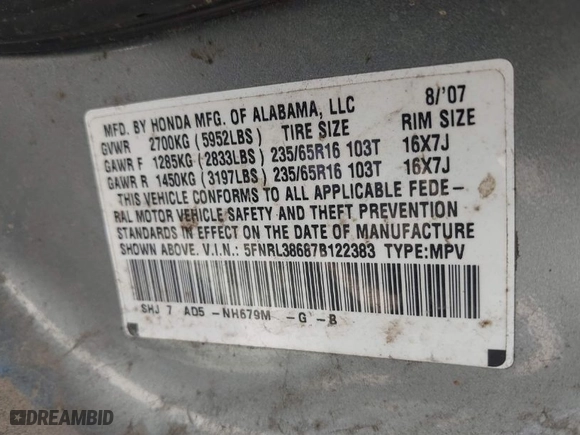 MFD. BY HONDA MFG. OF ALABAMA, LLC 8/'07
GVWR 2700KG (5952LBS) TIRE SIZE RIM SIZE
GAWR F 1285KG (2833LBS) 235/65R16 103T 16X7J
GAWR R 1450KG (3197LBS) 235/65R16 103T 16X7J
THIS VEHICLE CONFORMS TO ALL APPLICABLE FEDE-
RAL MOTOR VEHICLE SAFETY AND THEFT PREVENTION
STANDARDS IN EFFECT ON THE DATE OF MANUFACTURE
SHOWN ABOVE. V.I.N.: 5FNRL38687B122383 TYPE:MPV
SHJ 7 AD5 -NH679M -G -B
DREAMBID